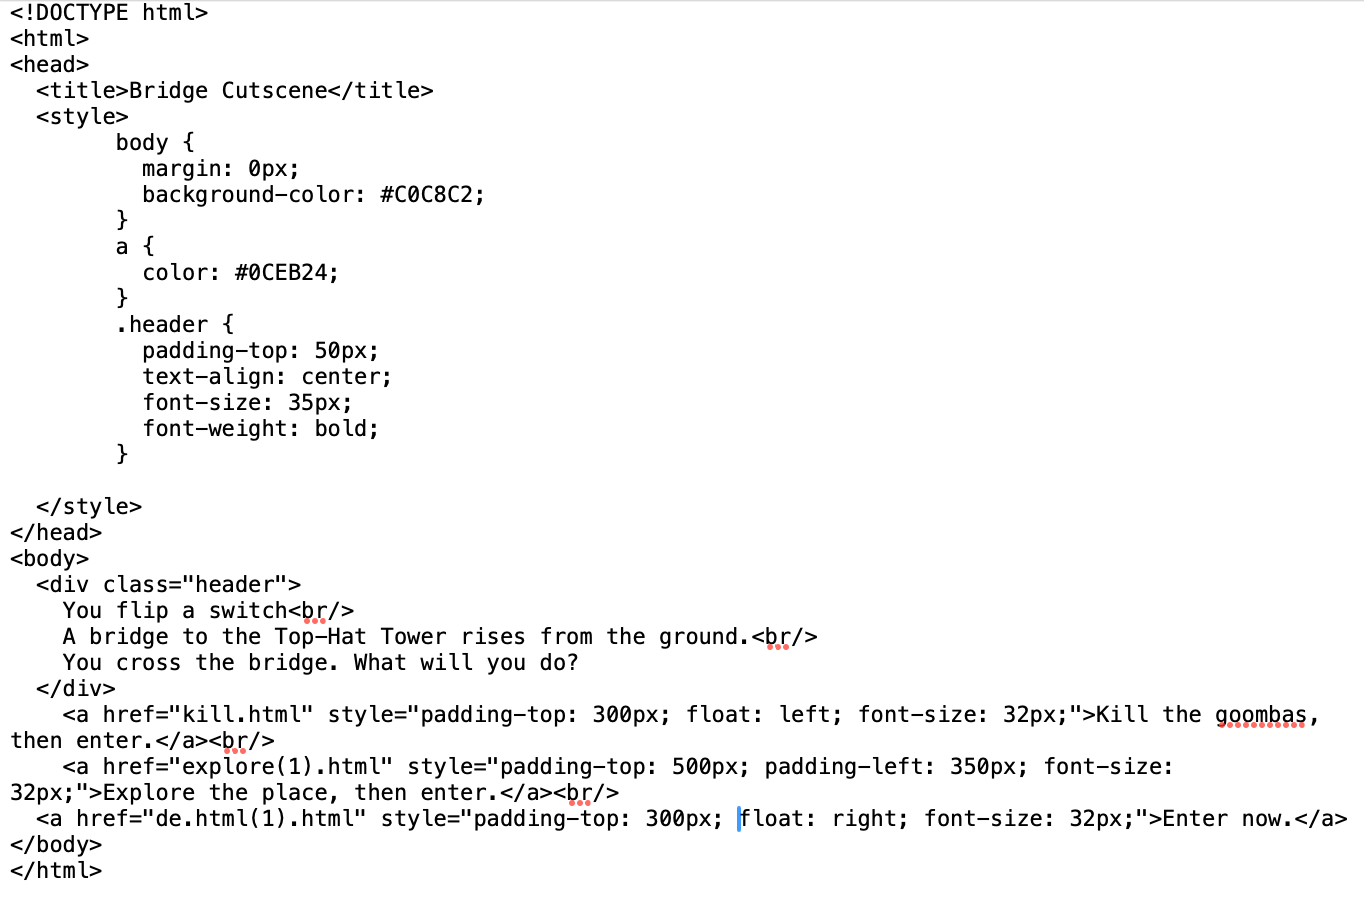 <!DOCTYPE html>
<html>
<head>
  <title>Bridge Cutscene</title>
  <style>
        body {
          margin: 0px;
          background-color: #C0C8C2;
        }
        a {
          color: #0CEB24;
        }
        .header {
          padding-top: 50px;
          text-align: center;
          font-size: 35px;
          font-weight: bold;
        }

  </style>
</head>
<body>
  <div class="header">
    You flip a switch<br/>
    A bridge to the Top-Hat Tower rises from the ground.<br/>
    You cross the bridge. What will you do?
  </div>
    <a href="kill.html" style="padding-top: 300px; float: left; font-size: 32px;">Kill the goombas,
then enter.</a><br/>
    <a href="explore(1).html" style="padding-top: 500px; padding-left: 350px; font-size:
32px;">Explore the place, then enter.</a><br/>
  <a href="de.html(1).html" style="padding-top: 300px; float: right; font-size: 32px;">Enter now.</a>
</body>
</html>